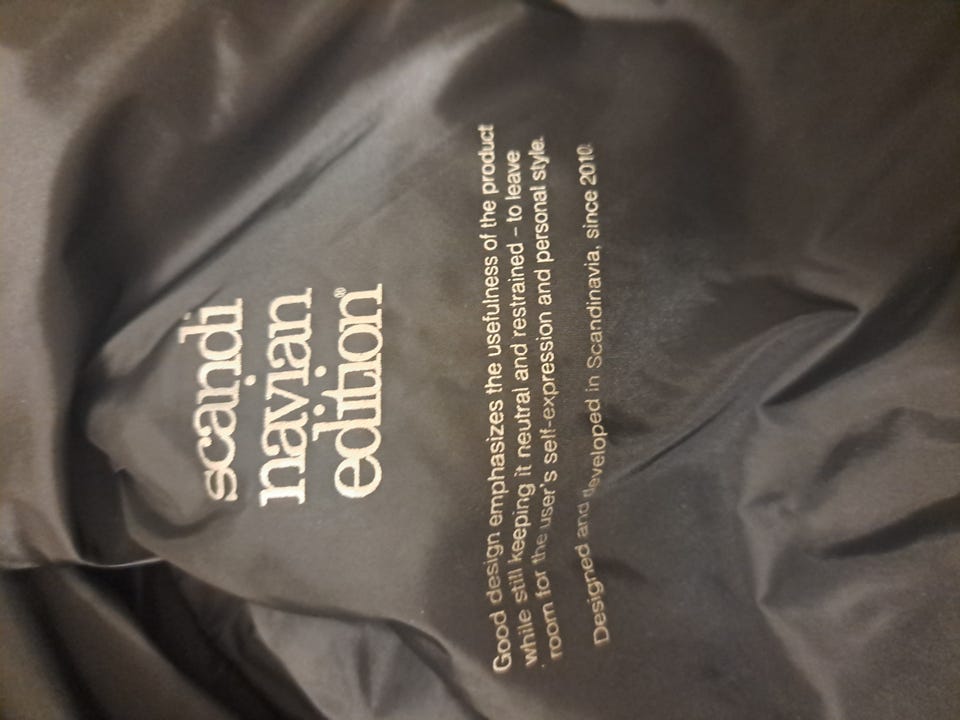 scandi
navian
edition®
Good design emphasizes the usefulness of the product
while still keeping it neutral and restrained – to leave
room for the user's self-expression and personal style.
Designed and developed in Scandinavia, since 2010.